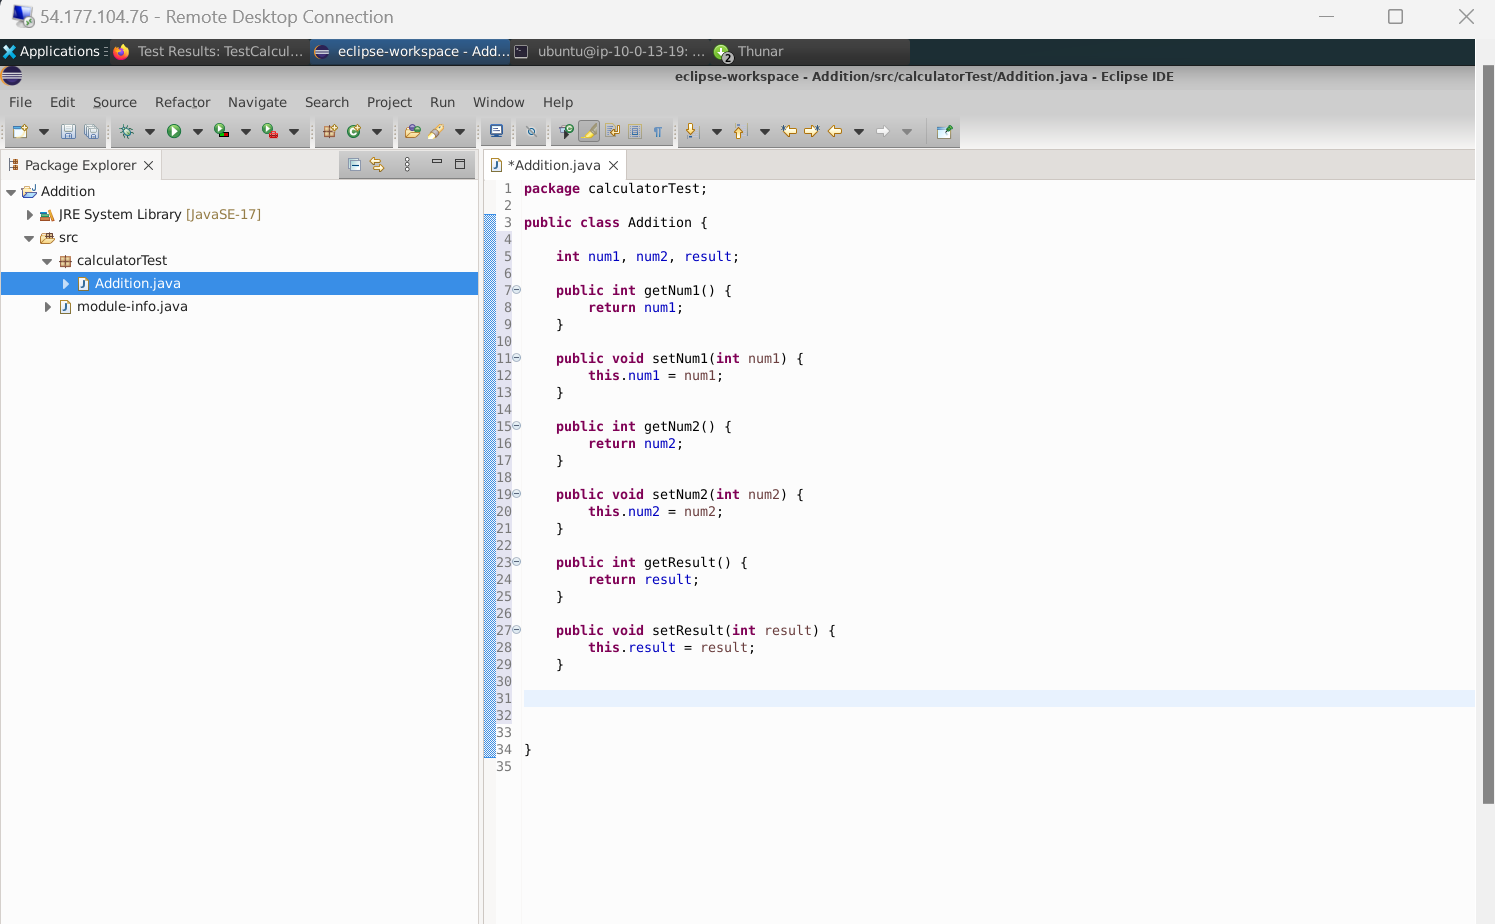 54.177.104.76 - Remote Desktop Connection
Applications Test Results: TestCalcul... eclipse-workspace - Add... ubuntu@ip-10-0-13-19: ... 2 Thunar
eclipse-workspace - Addition/src/calculatorTest/Addition.java - Eclipse IDE
File Edit Source Refactor Navigate Search Project Run Window Help
Package Explorer
Addition
JRE System Library [JavaSE-17]
src
calculatorTest
Addition.java
module-info.java
*Addition.java
1 package calculatorTest;
2
3 public class Addition {
4
5 int num1, num2, result;
6
7 public int getNum1() {
8 return num1;
9 }
10
11 public void setNum1(int num1) {
12 this.num1 = num1;
13 }
14
15 public int getNum2() {
16 return num2;
17 }
18
19 public void setNum2(int num2) {
20 this.num2 = num2;
21 }
22
23 public int getResult() {
24 return result;
25 }
26
27 public void setResult(int result) {
28 this.result = result;
29 }
30
31
32
33
34 }
35